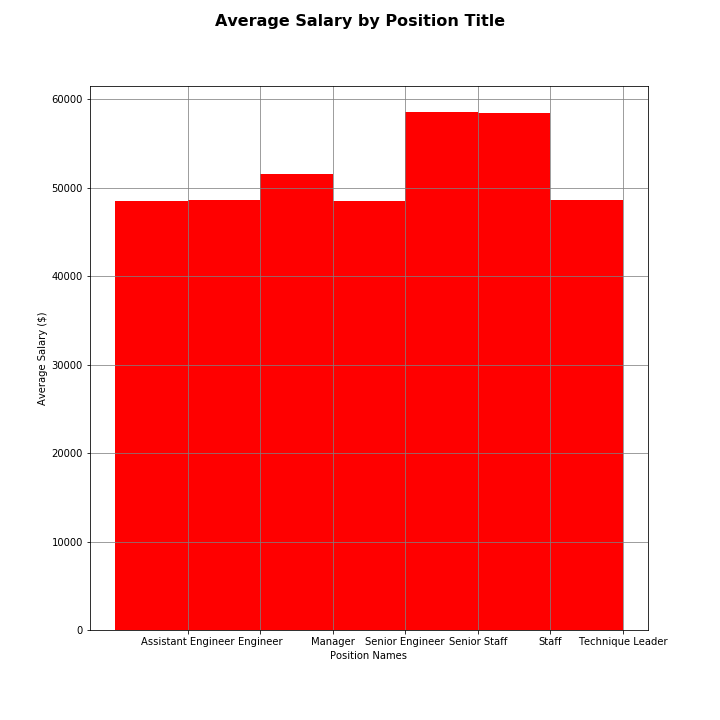 Average Salary by Position Title
60000
50000
40000
30000
20000
10000
0
Average Salary ($)
Assistant Engineer Engineer Manager Senior Engineer Senior Staff Staff Technique Leader
Position Names